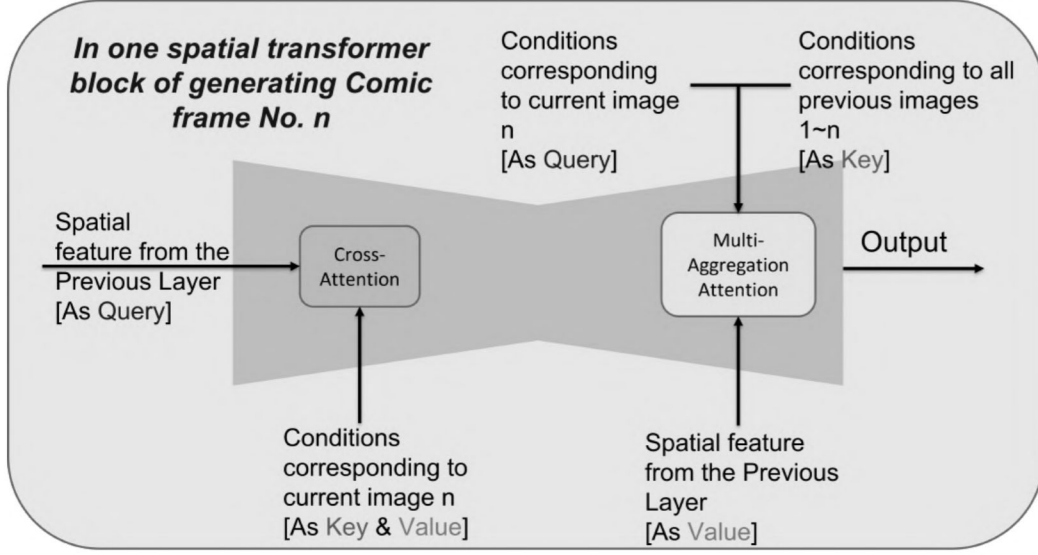 In one spatial transformer
block of generating Comic
frame No. n
Conditions
corresponding
to current image
n
[As Query]
Conditions
corresponding to all
previous images
1~n
[As Key]
Spatial
feature from the
Previous Layer
[As Query]
Cross-
Attention
Multi-
Aggregation
Attention
Output
Conditions
corresponding to
current image n
[As Key & Value]
Spatial feature
from the Previous
Layer
[As Value]